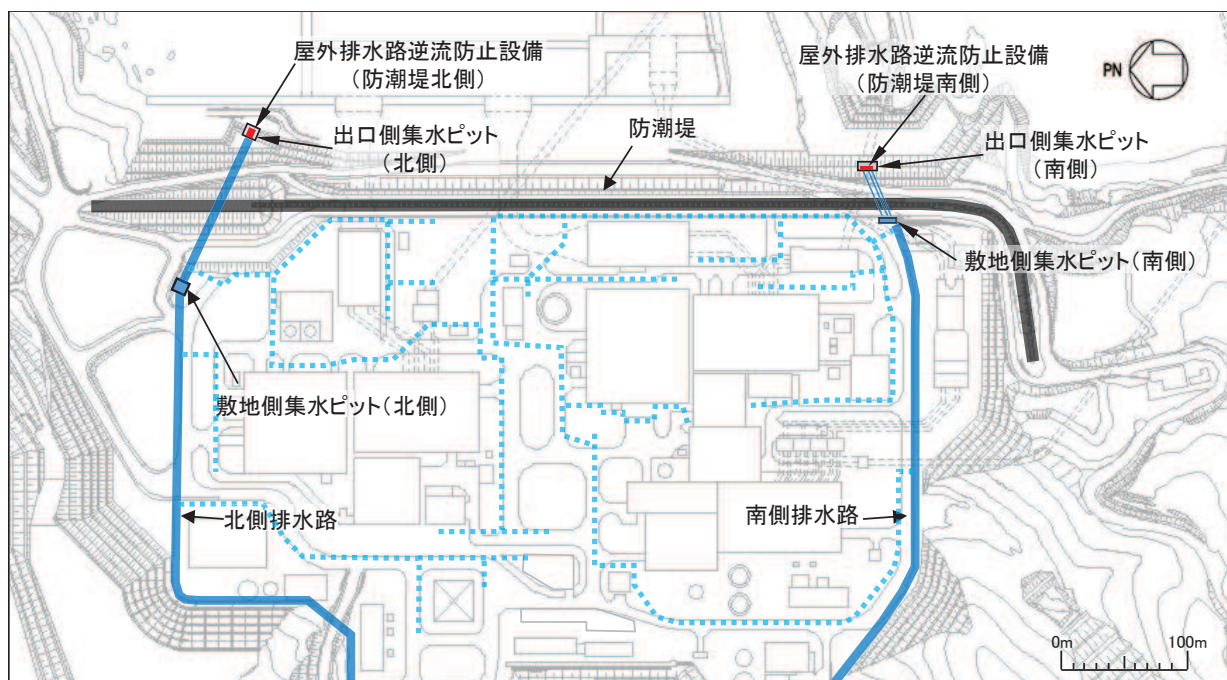 屋外排水路逆流防止設備
(防潮堤北側)
屋外排水路逆流防止設備
(防潮堤南側)
PN
出口側集水ピット
(北側)
防潮堤
出口側集水ピット
(南側)
敷地側集水ピット(南側)
敷地側集水ピット(北側)
北側排水路
南側排水路
0m
100m